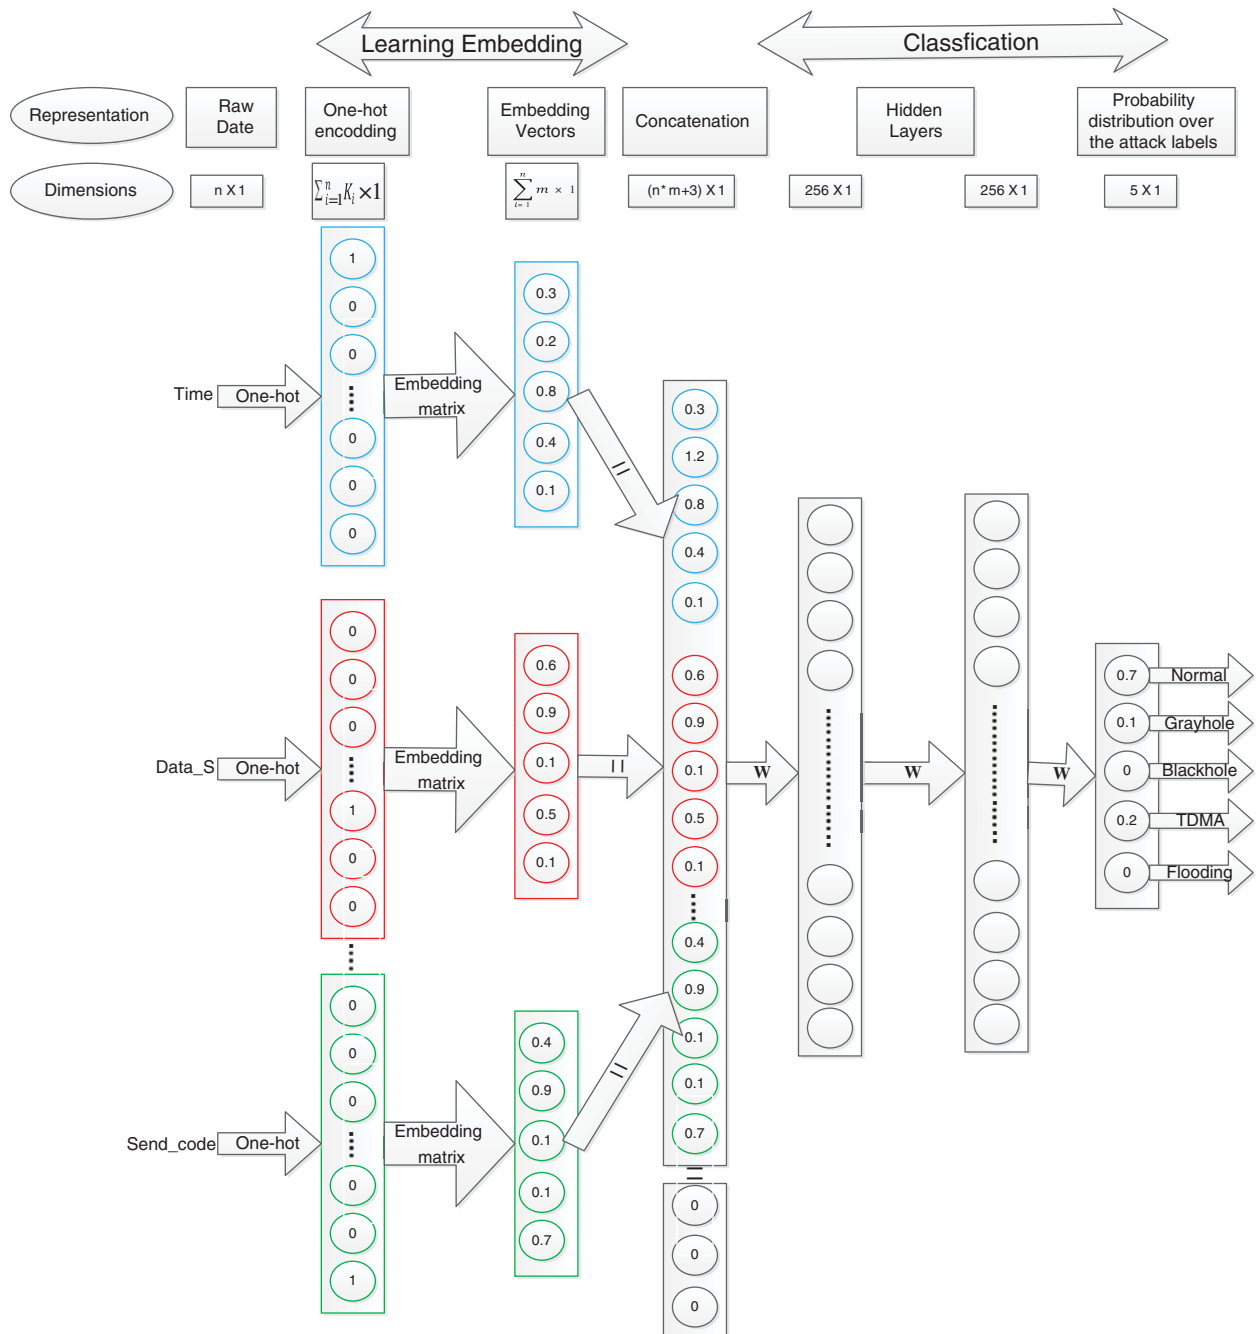 Learning Embedding
Classfication
Representation
Raw
Date
One-hot
encodding
Embedding
Vectors
Concatenation
Hidden
Layers
Probability
distribution over
the attack labels
Dimensions
n X 1
∑ⁿᵢ₌₁ Kᵢ × 1
∑ⁿᵢ₌₁ m × 1
(n* m+3) X 1
256 X 1
256 X 1
5 X 1
Time
One-hot
1
0
0
0
0
0
Embedding
matrix
0.3
0.2
0.8
0.4
0.1
||
Data_S
One-hot
0
0
0
1
0
0
Embedding
matrix
0.6
0.9
0.1
0.5
0.1
||
Send_code
One-hot
0
0
0
0
0
1
Embedding
matrix
0.4
0.9
0.1
0.1
0.7
||
0.3
1.2
0.8
0.4
0.1
0.6
0.9
0.1
0.5
0.1
0.4
0.9
0.1
0.1
0.7
||
0
0
0
W
W
W
0.7
Normal
0.1
Grayhole
0
Blackhole
0.2
TDMA
0
Flooding